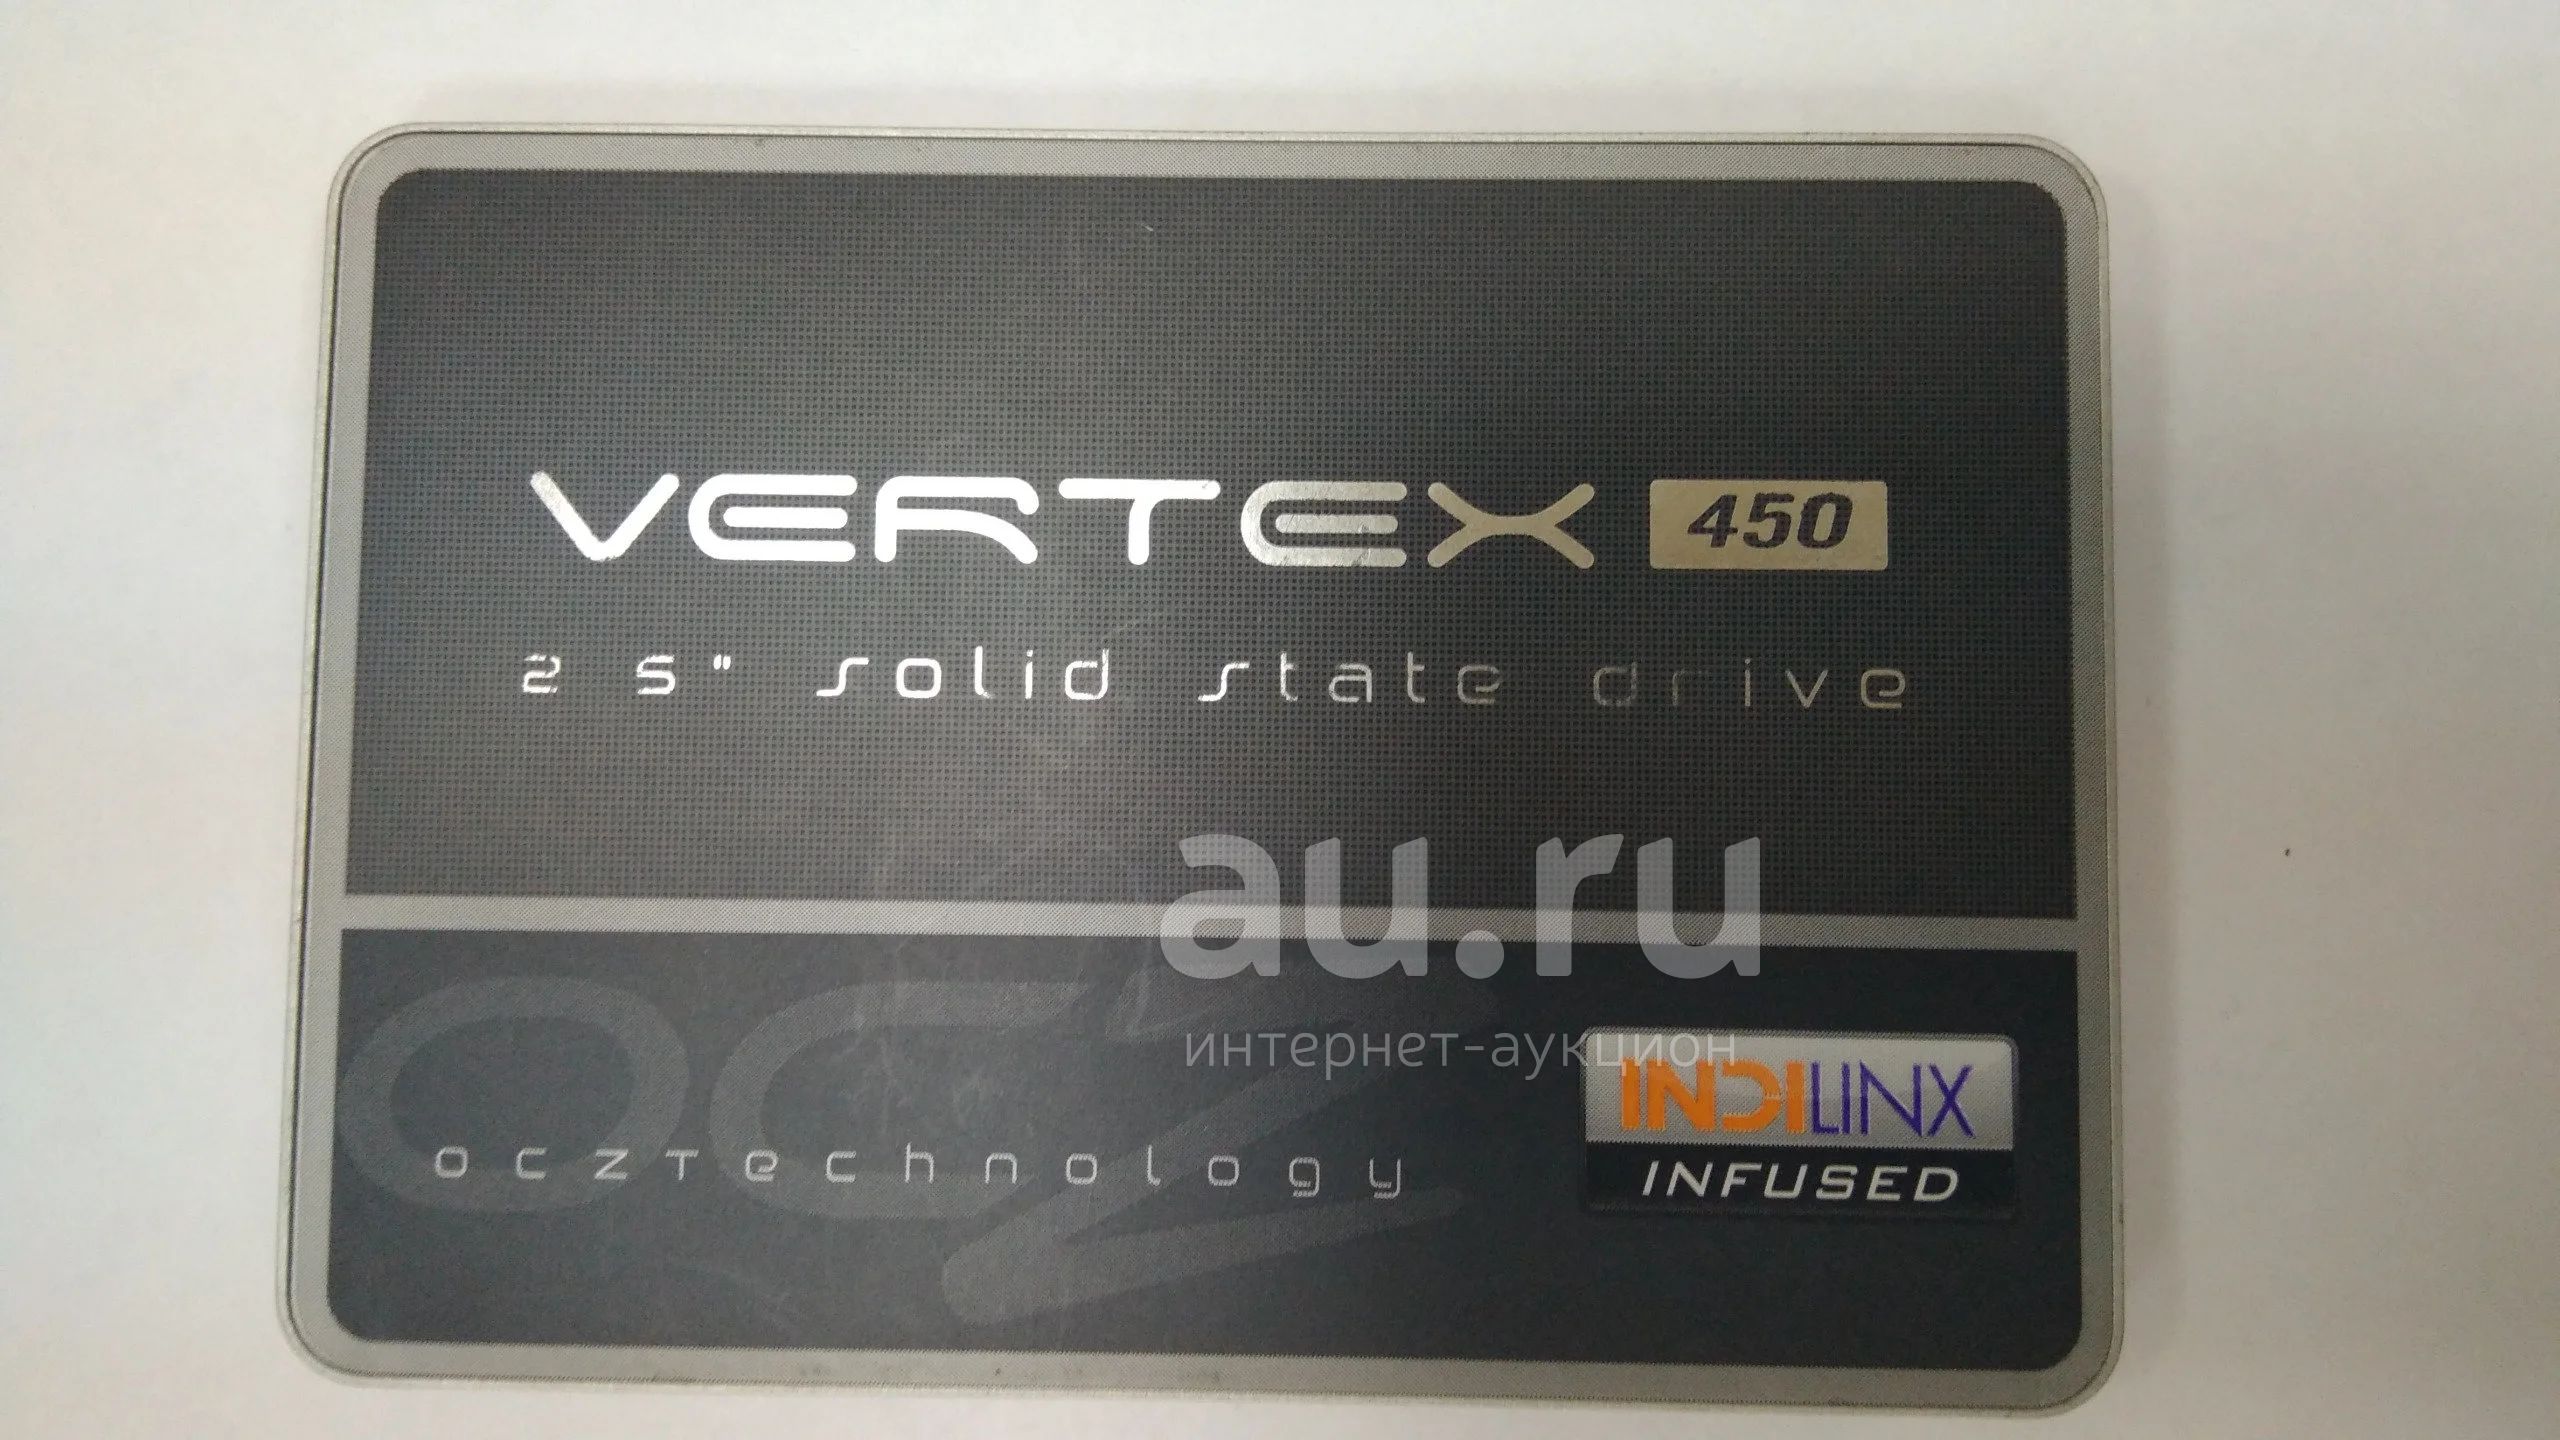 VERTEX 450
2 5" solid state drive
au.ru
интернет-аукцион
OCZ
INDILINX
ocztechnology
INFUSED